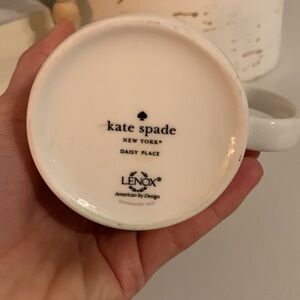 kate spade
NEW YORK®
DAISY PLACE
LENOX®
American by Design